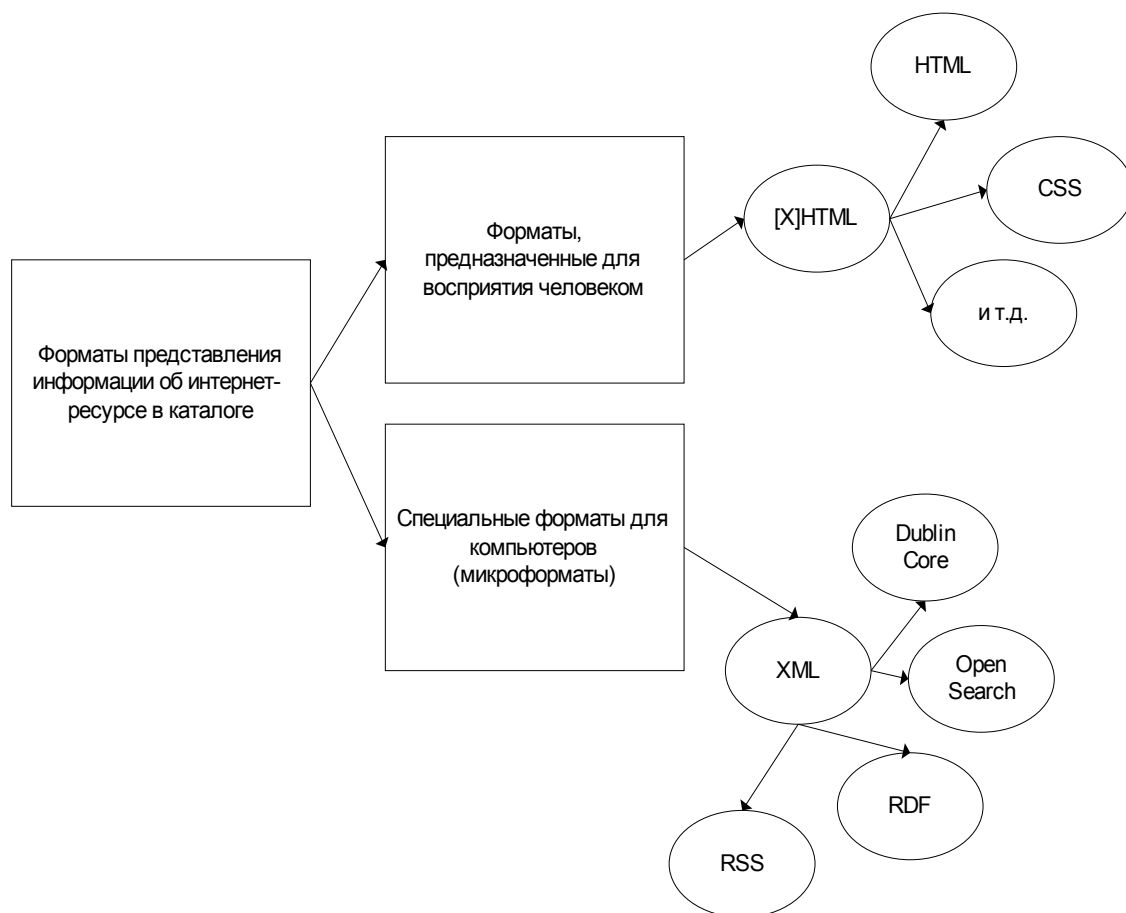 Форматы представления
информации об интернет-
ресурсе в каталоге
Форматы,
предназначенные для
восприятия человеком
[X]HTML
HTML
CSS
и т.д.
Специальные форматы для
компьютеров
(микроформаты)
XML
Dublin
Core
Open
Search
RDF
RSS